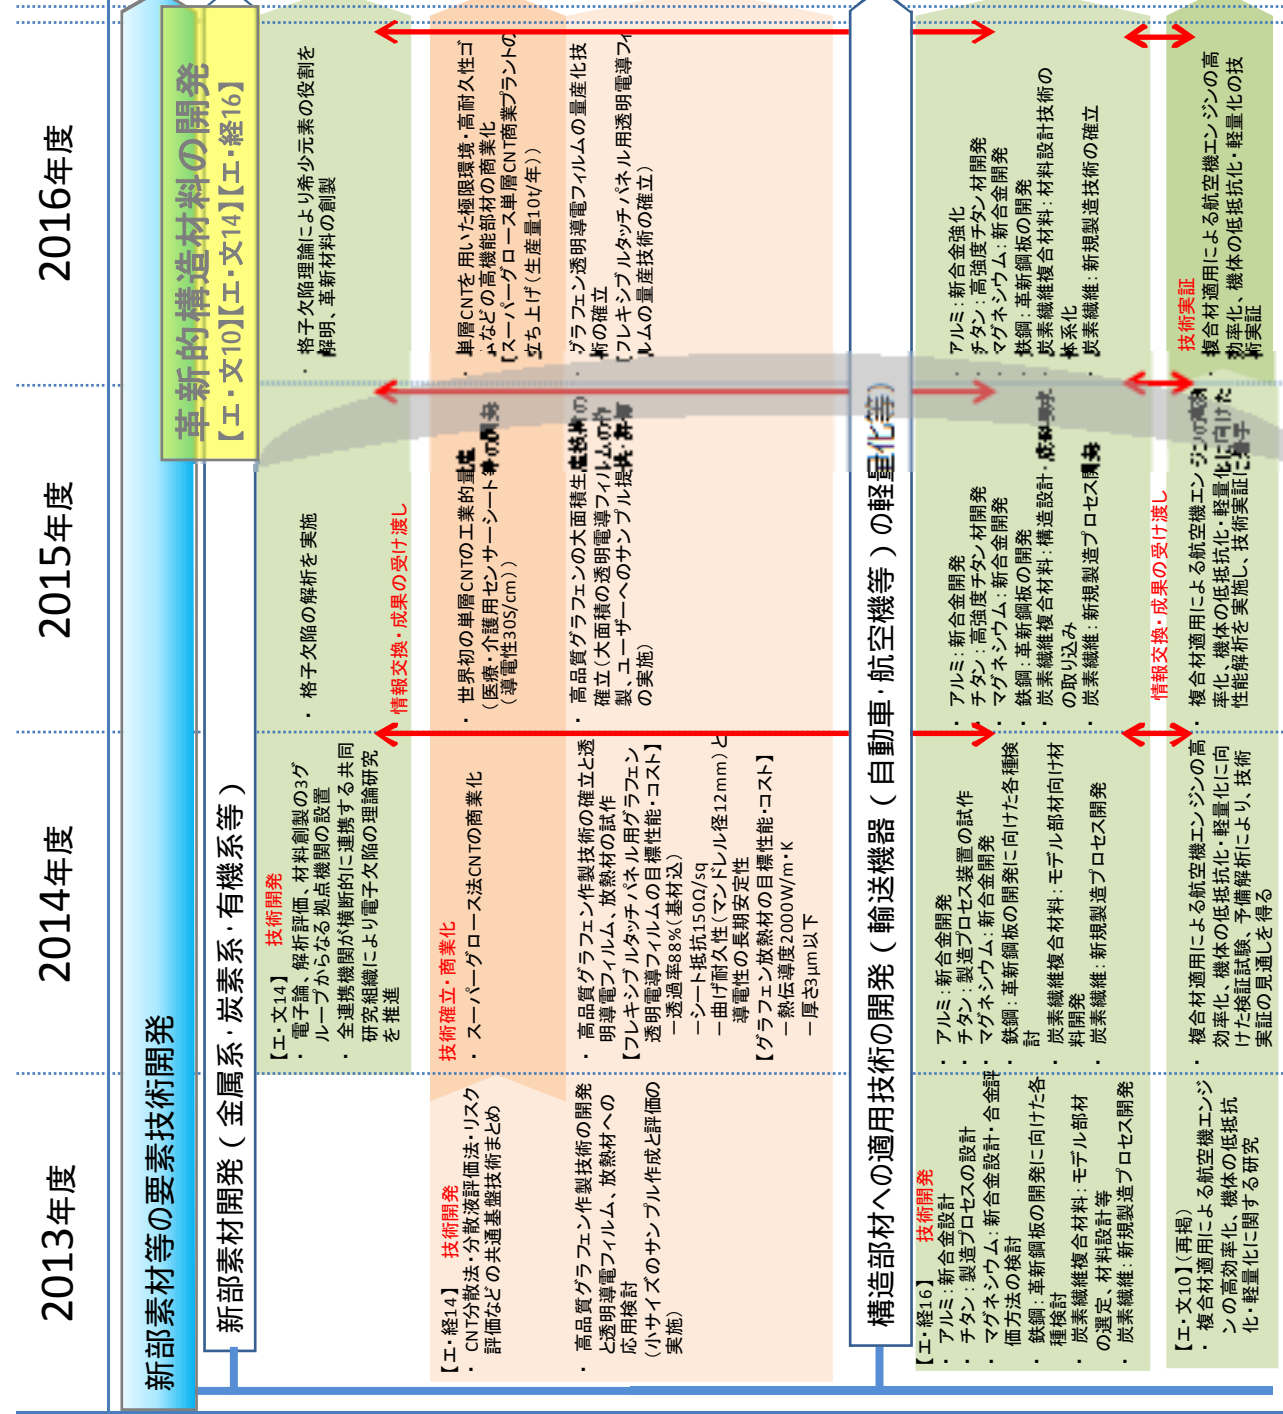 2013年度
2014年度
2015年度
2016年度
新部素材等の要素技術開発
革新的構造材料の開発
【エ・文10】【エ・文14】【エ・経16】
新部素材開発（金属系・炭素系・有機系等）
【エ・文14】 技術開発
・電子論、解析評価、材料創製の3グ
ループからなる拠点機関の設置
・全連携機関が横断的に連携する共同
研究組織により電子欠陥の理論研究
を推進
・格子欠陥の解析を実施
・格子欠陥理論により希少元素の役割を
解明、革新材料の創製
情報交換・成果の受け渡し
【エ・経14】 技術開発
・CNT分散法・分散液評価法・リスク
評価などの共通基盤技術まとめ
技術確立・商業化
・スーパーグロース法CNTの商業化
・世界初の単層CNTの工業的量産
（医療・介護用センサーシート等の開発
（導電性30S/cm））
・単層CNTを用いた極限環境・高耐久性ゴ
ムなどの高機能部材の商業化
【スーパーグロース単層CNT商業プラントの
立ち上げ（生産量10t/年））
・高品質グラフェン作製技術の開発
と透明導電フィルム、放熱材への
応用検討
（小サイズのサンプル作成と評価の
実施）
・高品質グラフェン作製技術の確立と透
明導電フィルム、放熱材の試作
【フレキシブルタッチパネル用グラフェン
透明導電フィルムの目標性能・コスト】
－透過率88％（基材込）
－シート抵抗150Ω/sq
－曲げ耐久性（マンドレル径12mm）と
導電性の長期安定性
【グラフェン放熱材の目標性能・コスト】
－熱伝導度2000W/m・K
－厚さ3μm以下
・高品質グラフェンの大面積生産技術の
確立（大面積の透明導電フィルムの作
製、ユーザーへのサンプル提供・評価
の実施）
・グラフェン透明導電フィルムの量産化技
術の確立
（フレキシブルタッチパネル用透明導電フィ
ルムの量産技術の確立）
構造部材への適用技術の開発（輸送機器（自動車・航空機等）の軽量化等）
【エ・経16】 技術開発
・アルミ：新合金設計
・チタン：製造プロセスの設計
・マグネシウム：新合金設計・合金評
価方法の検討
・鉄鋼：革新鋼板の開発に向けた各
種検討
・炭素繊維複合材料：モデル部材
の選定、材料設計等
・炭素繊維：新規製造プロセス開発
・アルミ：新合金開発
・チタン：製造プロセス装置の試作
・マグネシウム：新合金開発
・鉄鋼：革新鋼板の開発に向けた各種検
討
・炭素繊維複合材料：モデル部材向け材
料開発
・炭素繊維：新規製造プロセス開発
・アルミ：新合金開発
・チタン：高強度チタン材開発
・マグネシウム：新合金開発
・鉄鋼：革新鋼板の開発
・炭素繊維複合材料：構造設計・
の取り込み
・炭素繊維：新規製造プロセス開発
・アルミ：新合金強化
・チタン：高強度チタン材開発
・マグネシウム：新合金開発
・鉄鋼：革新鋼板の開発
・炭素繊維複合材料：材料設計技術の
体系化
・炭素繊維：新規製造技術の確立
情報交換・成果の受け渡し
【エ・文10】（再掲）
・複合材適用による航空機エンジ
ンの高効率化、機体の低抵抗
化・軽量化に関する研究
・複合材適用による航空機エンジンの高
効率化、機体の低抵抗化・軽量化に向
けた検証試験、予備解析により、技術
実証の見通しを得る
・複合材適用による航空機エンジンの高効
率化、機体の低抵抗化・軽量化に向けた
性能解析を実施し、技術実証に着手
技術実証
・複合材適用による航空機エンジンの高
効率化、機体の低抵抗化・軽量化の技
術実証